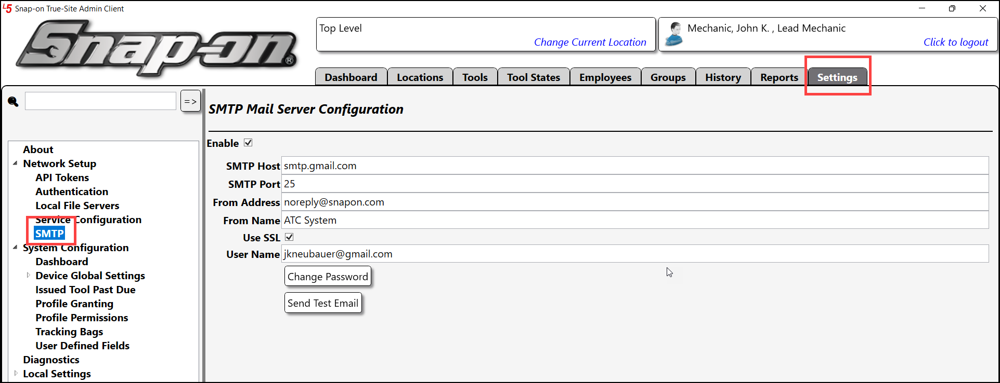 L5 Snap-on True-Site Admin Client
Snap-on®
Top Level
Change Current Location
Mechanic, John K. , Lead Mechanic
Click to logout
Dashboard Locations Tools Tool States Employees Groups History Reports Settings
=>
SMTP Mail Server Configuration
Enable
SMTP Host smtp.gmail.com
SMTP Port 25
From Address noreply@snapon.com
From Name ATC System
Use SSL
User Name jkneubauer@gmail.com
Change Password
Send Test Email
About
Network Setup
API Tokens
Authentication
Local File Servers
Service Configuration
SMTP
System Configuration
Dashboard
Device Global Settings
Issued Tool Past Due
Profile Granting
Profile Permissions
Tracking Bags
User Defined Fields
Diagnostics
Local Settings